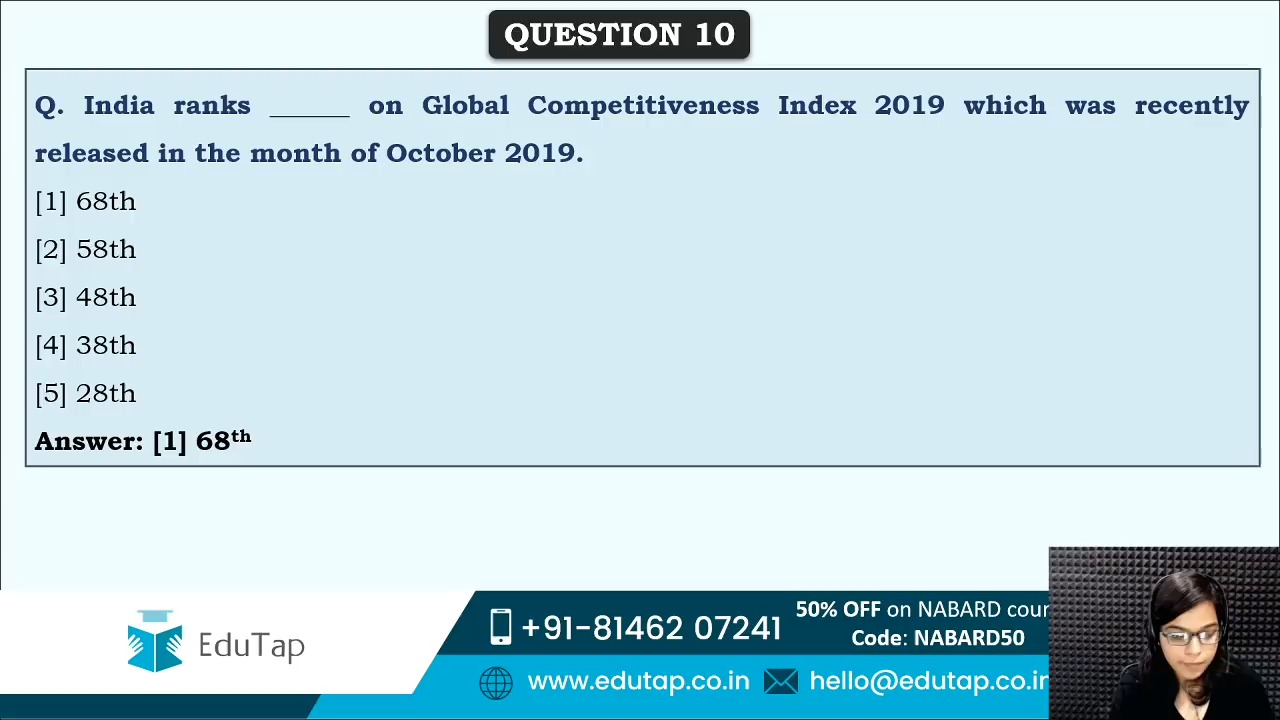 QUESTION 10
Q. India ranks ______ on Global Competitiveness Index 2019 which was recently
released in the month of October 2019.
[1] 68th
[2] 58th
[3] 48th
[4] 38th
[5] 28th
Answer: [1] 68th
EduTap
+91-81462 07241
50% OFF on NABARD cour
Code: NABARD50
www.edutap.co.in
hello@edutap.co.in